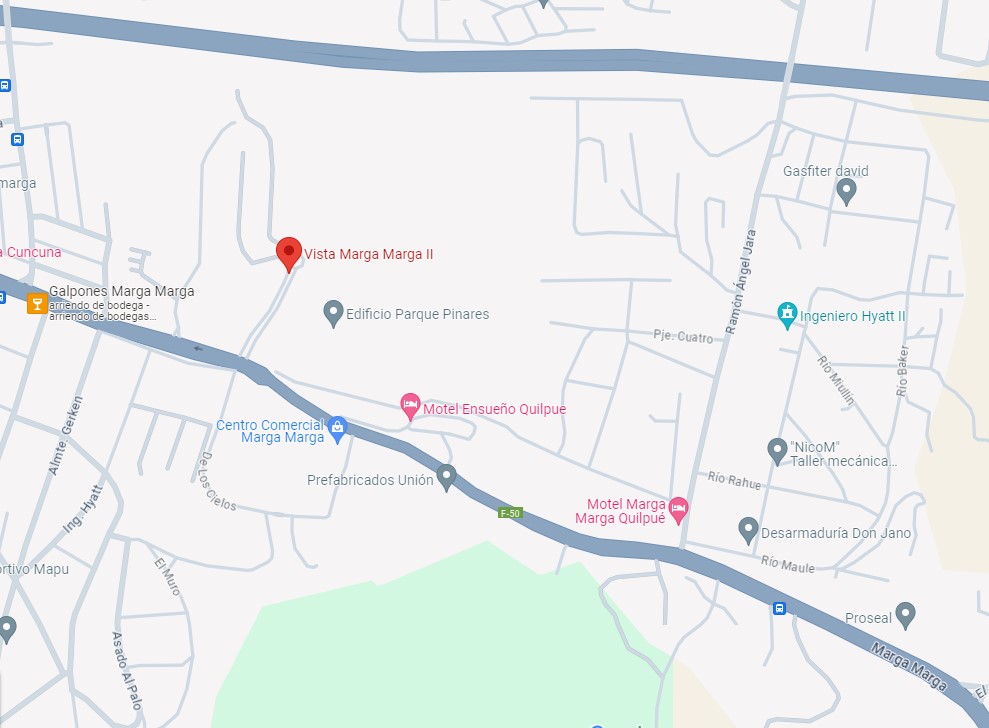 Gasfiter david
marga
a Cuncuna
Vista Marga Marga II
Ramón Ángel Jara
Galpones Marga Marga
arriendo de bodega -
arriendode bodegas...
Edificio Parque Pinares
Ingeniero Hyatt II
Pje. Cuatro
Río Miullin
Río Baker
Almte. Gerken
Motel Ensueño Quilpue
Centro Comercial
Marga Marga
De Los Cielos
"NicoM"
Taller mecánica...
Prefabricados Unión
Río Rahue
Ing. Hyatt
Motel Marga
Marga Quilpué
F-50
Desarmaduría Don Jano
Río Maule
ortivo Mapu
El Muro
Proseal
Asado Al Palo
Marga Marga
El